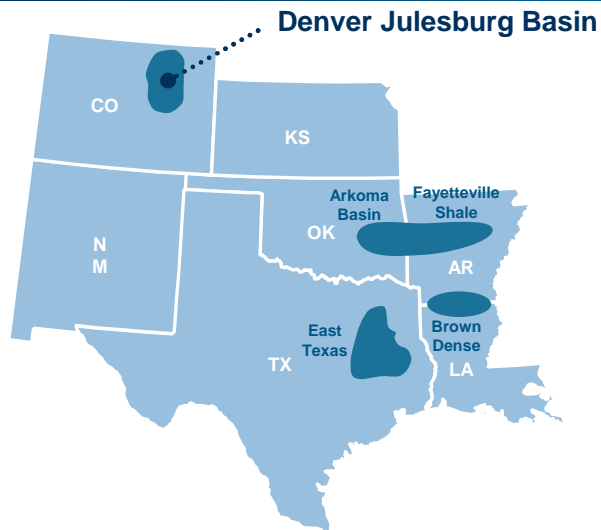 Denver Julesburg Basin
CO
KS
Arkoma
Basin
Fayetteville
Shale
OK
N
M
AR
East
Texas
Brown
Dense
TX
LA